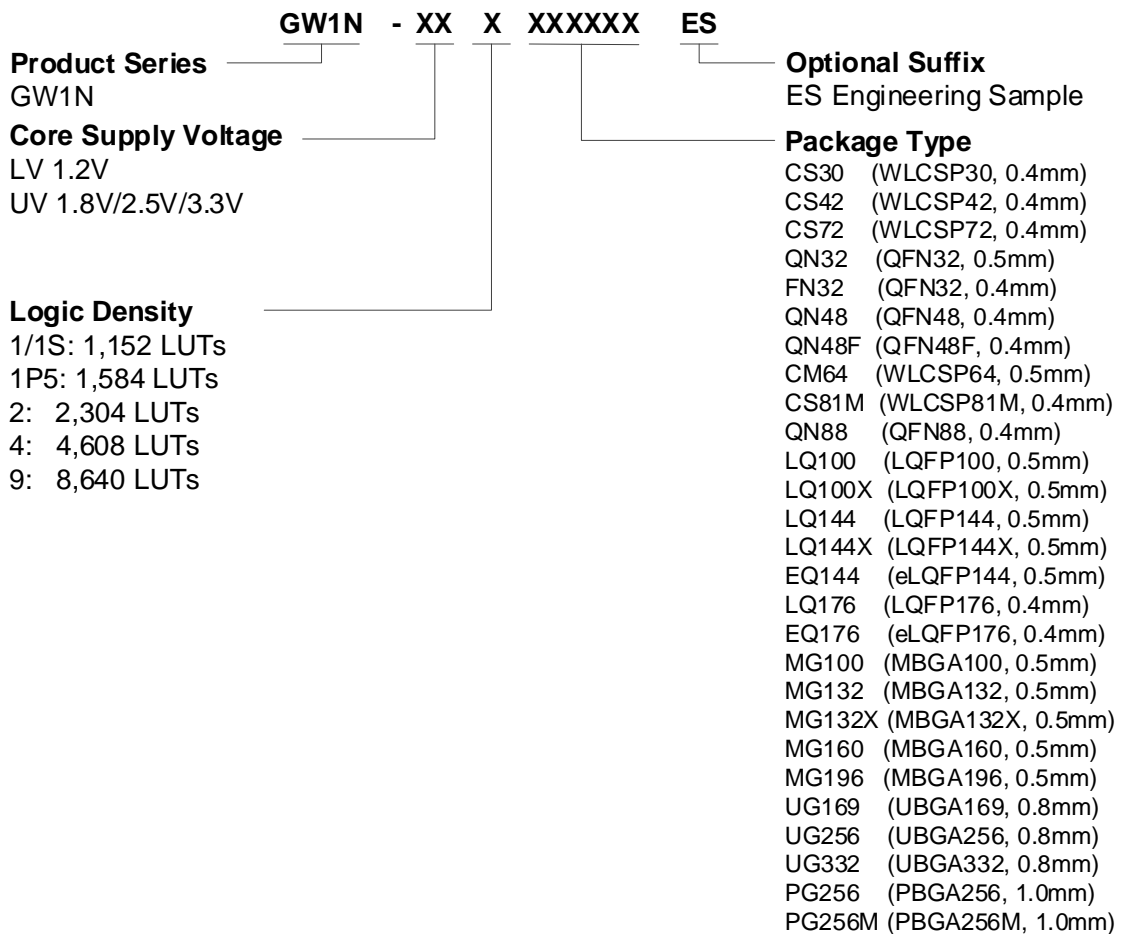 GW1N - XX X XXXXXX ES
Product Series
GW1N
Core Supply Voltage
LV 1.2V
UV 1.8V/2.5V/3.3V
Logic Density
1/1S: 1,152 LUTs
1P5: 1,584 LUTs
2: 2,304 LUTs
4: 4,608 LUTs
9: 8,640 LUTs
Optional Suffix
ES Engineering Sample
Package Type
CS30 (WLCSP30, 0.4mm)
CS42 (WLCSP42, 0.4mm)
CS72 (WLCSP72, 0.4mm)
QN32 (QFN32, 0.5mm)
FN32 (QFN32, 0.4mm)
QN48 (QFN48, 0.4mm)
QN48F (QFN48F, 0.4mm)
CM64 (WLCSP64, 0.5mm)
CS81M (WLCSP81M, 0.4mm)
QN88 (QFN88, 0.4mm)
LQ100 (LQFP100, 0.5mm)
LQ100X (LQFP100X, 0.5mm)
LQ144 (LQFP144, 0.5mm)
LQ144X (LQFP144X, 0.5mm)
EQ144 (eLQFP144, 0.5mm)
LQ176 (LQFP176, 0.4mm)
EQ176 (eLQFP176, 0.4mm)
MG100 (MBGA100, 0.5mm)
MG132 (MBGA132, 0.5mm)
MG132X (MBGA132X, 0.5mm)
MG160 (MBGA160, 0.5mm)
MG196 (MBGA196, 0.5mm)
UG169 (UBGA169, 0.8mm)
UG256 (UBGA256, 0.8mm)
UG332 (UBGA332, 0.8mm)
PG256 (PBGA256, 1.0mm)
PG256M (PBGA256M, 1.0mm)